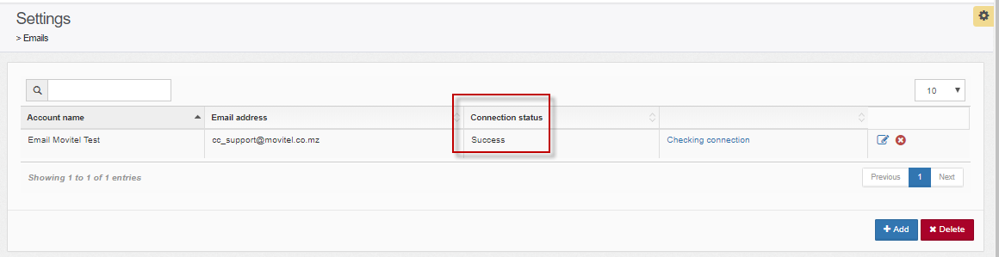 Settings
> Emails
10
Account name Email address Connection status
Email Movitel Test cc_support@movitel.co.mz Success Checking connection
Showing 1 to 1 of 1 entries Previous 1 Next
Add Delete